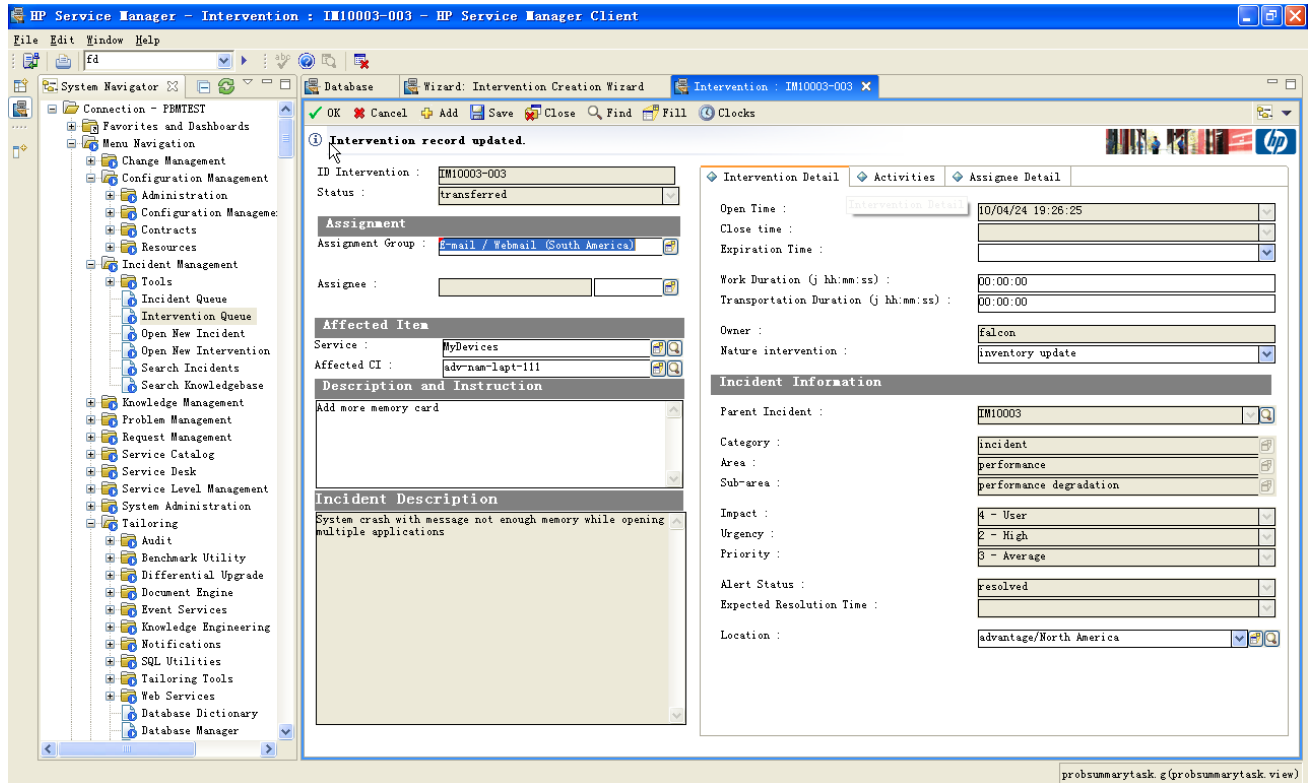 HP Service Manager - Intervention : IM10003-003 - HP Service Manager Client
File Edit Window Help
fd
abc
System Navigator
Connection - PBMTEST
Favorites and Dashboards
Menu Navigation
Change Management
Configuration Management
Administration
Configuration Manageme:
Contracts
Resources
Incident Management
Tools
Incident Queue
Intervention Queue
Open New Incident
Open New Intervention
Search Incidents
Search Knowledgebase
Knowledge Management
Problem Management
Request Management
Service Catalog
Service Desk
Service Level Management
System Administration
Tailoring
Audit
Benchmark Utility
Differential Upgrade
Document Engine
Event Services
Knowledge Engineering
Notifications
SQL Utilities
Tailoring Tools
Web Services
Database Dictionary
Database Manager
Database Wizard: Intervention Creation Wizard Intervention : IM10003-003
OK Cancel Add Save Close Find Fill Clocks
Intervention record updated.
hp
ID Intervention : IM10003-003
Status : transferred
Assignment
Assignment Group : E-mail / Webmail (South America)
Assignee :
Affected Item
Service : MyDevices
Affected CI : adv-nam-lapt-111
Description and Instruction
Add more memory card
Incident Description
System crash with message not enough memory while opening
multiple applications
Intervention Detail Activities Assignee Detail
Intervention Detail
Open Time : 10/04/24 19:26:25
Close time :
Expiration Time :
Work Duration (j hh:mm:ss) : 00:00:00
Transportation Duration (j hh:mm:ss) : 00:00:00
Owner : falcon
Nature intervention : inventory update
Incident Information
Parent Incident : IM10003
Category : incident
Area : performance
Sub-area : performance degradation
Impact : 4 - User
Urgency : 2 - High
Priority : 3 - Average
Alert Status : resolved
Expected Resolution Time :
Location : advantage/North America
probsummarytask.g(probsummarytask.view)